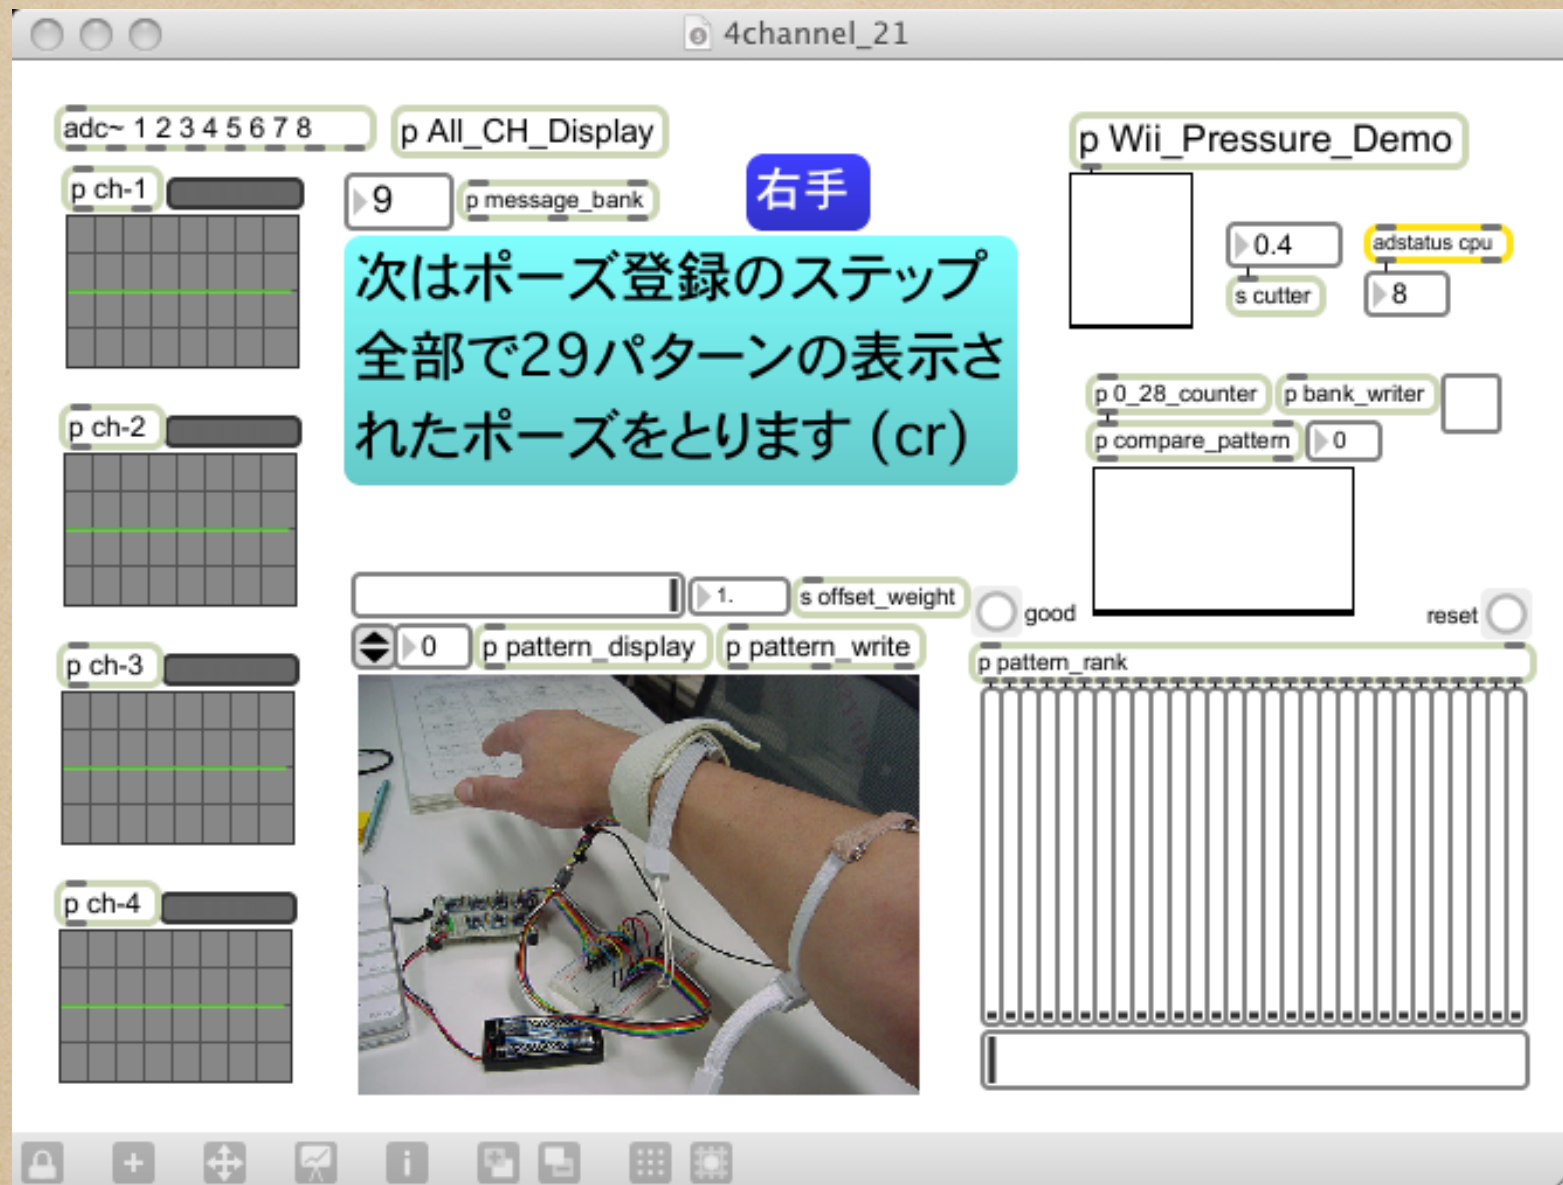 4channel_21
adc~ 1 2 3 4 5 6 7 8
p All_CH_Display
p Wii_Pressure_Demo
p ch-1
9
p message_bank
右手
0.4
adstatus cpu
s cutter
8
次はポーズ登録のステップ
全部で29パターンの表示さ
れたポーズをとります (cr)
p 0_28_counter
p bank_writer
p compare_pattern
0
p ch-2
1.
s offset_weight
good
reset
0
p pattern_display
p pattern_write
p pattern_rank
p ch-3
p ch-4